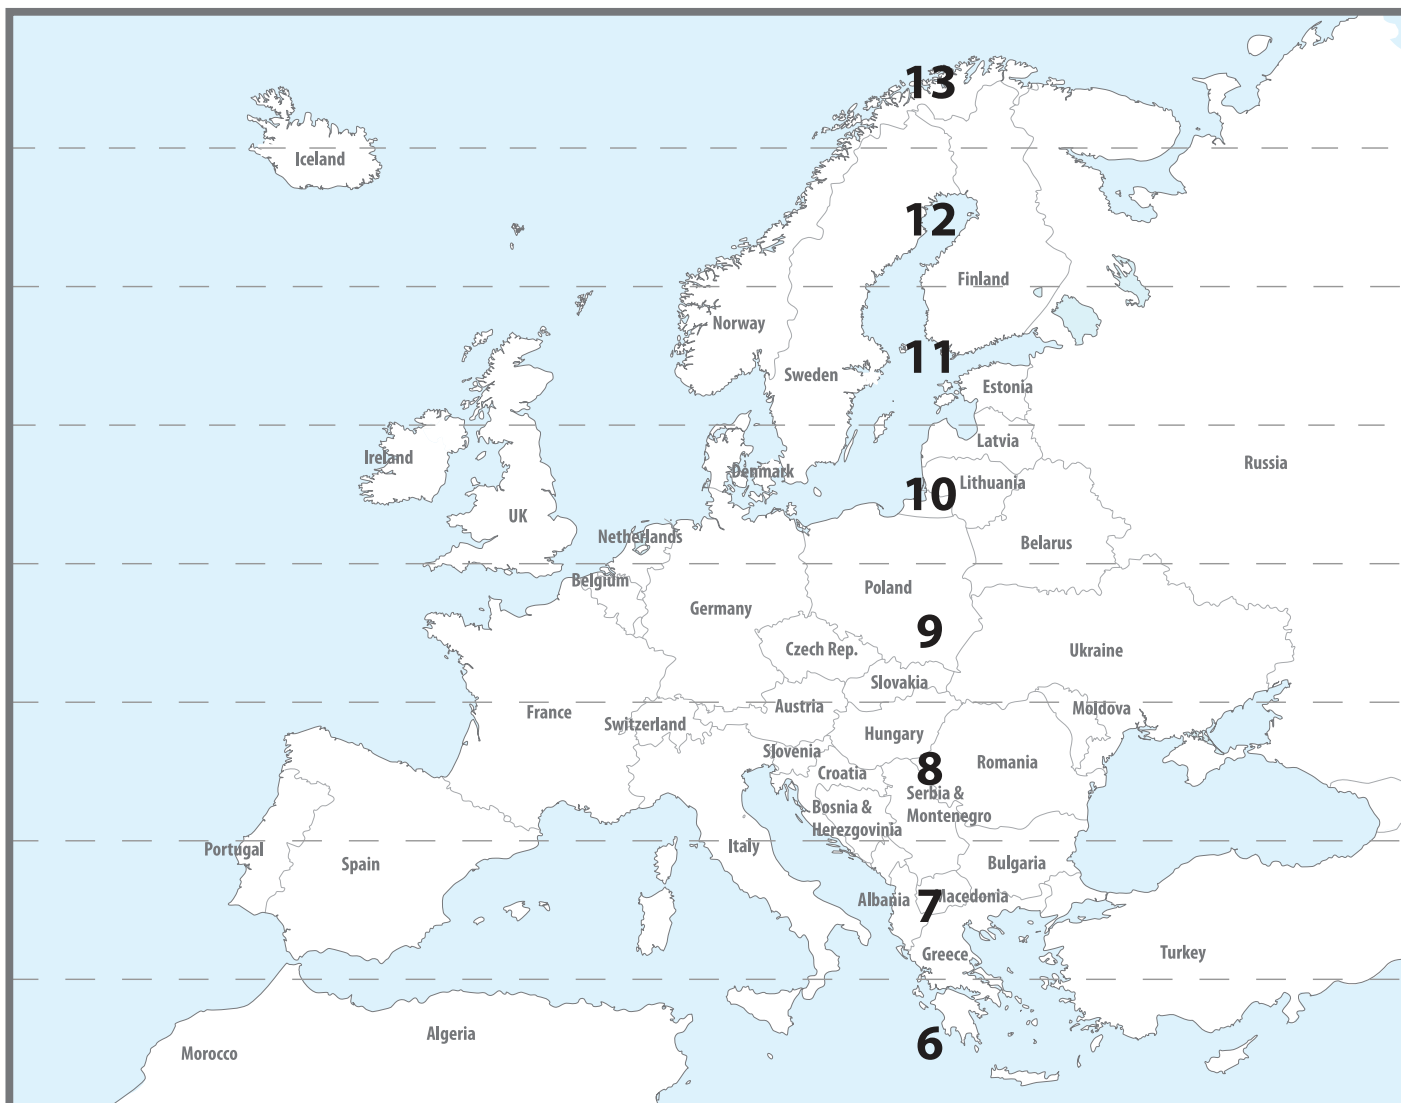 13
Iceland
12
Finland
Norway
11
Sweden
Estonia
Latvia
Ireland
Russia
Denmark
Lithuania
10
UK
Netherlands
Belarus
Belgium
Poland
Germany
9
Czech Rep.
Ukraine
Slovakia
Austria
Moldova
France
Switzerland
Hungary
Slovenia
Romania
8
Croatia
Serbia &
Montenegro
Bosnia &
Herezgovinia
Italy
Portugal
Spain
Bulgaria
Albania
7
Macedonia
Greece
Turkey
Algeria
6
Morocco